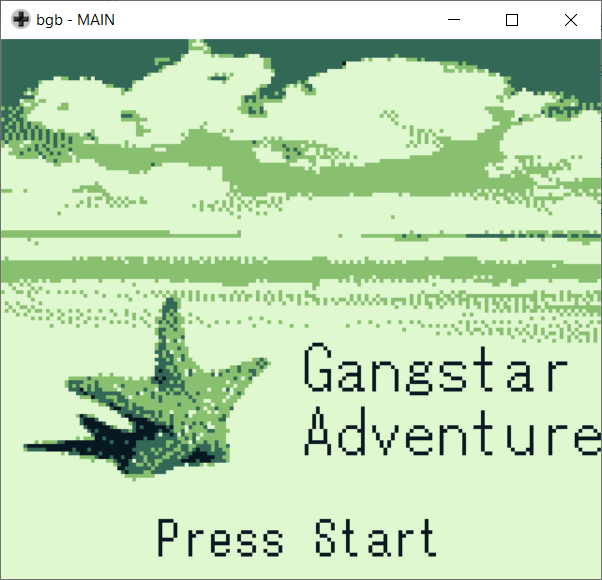 bgb - MAIN
Gangstar
Adventure
Press Start